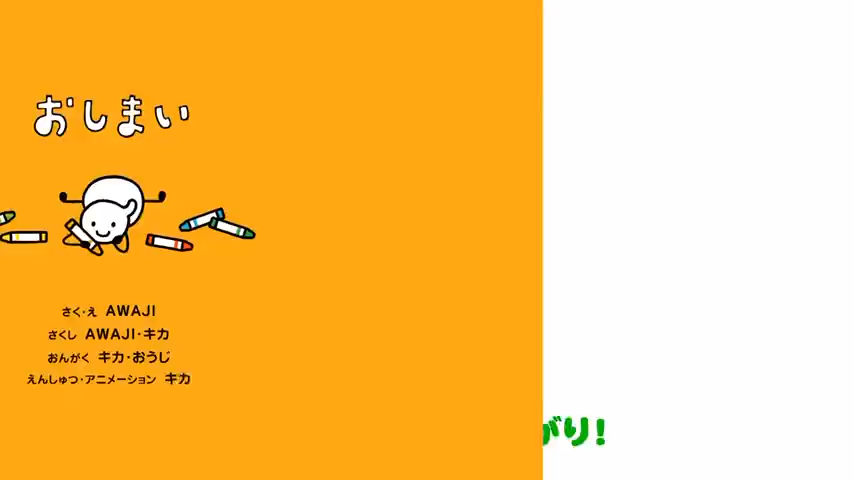 おしまい
さく・え AWAJI
さくし AWAJI・キカ
おんがく キカ・おうじ
えんしゅつ・アニメーション キカ
がり!